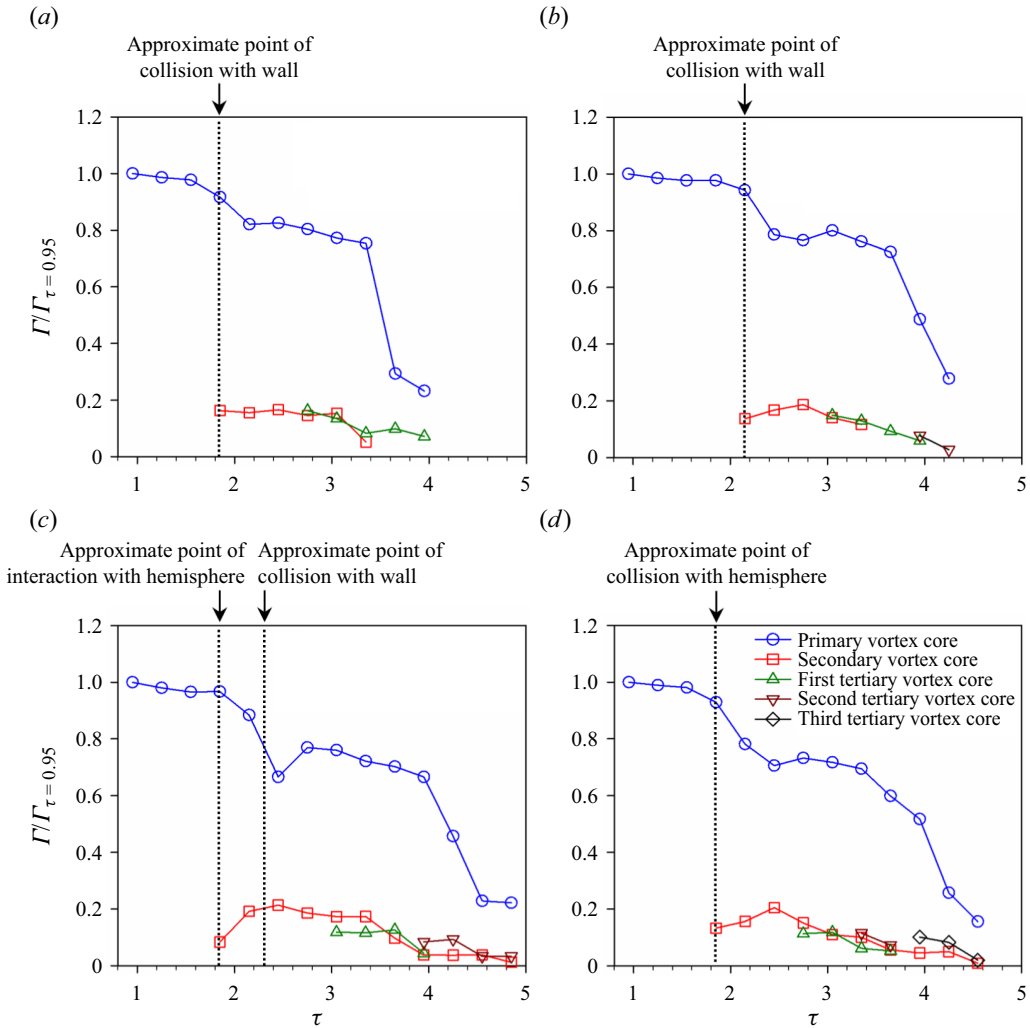 (a)
Approximate point of
collision with wall
1.2
1.0
0.8
0.6
0.4
0.2
0
Γ/Γτ = 0.95
1 2 3 4 5
(b)
Approximate point of
collision with wall
1.2
1.0
0.8
0.6
0.4
0.2
0
1 2 3 4 5
(c)
Approximate point of
interaction with hemisphere
Approximate point of
collision with wall
1.2
1.0
0.8
0.6
0.4
0.2
0
Γ/Γτ = 0.95
1 2 3 4 5
τ
(d)
Approximate point of
collision with hemisphere
1.2
1.0
0.8
0.6
0.4
0.2
0
Primary vortex core
Secondary vortex core
First tertiary vortex core
Second tertiary vortex core
Third tertiary vortex core
1 2 3 4 5
τ